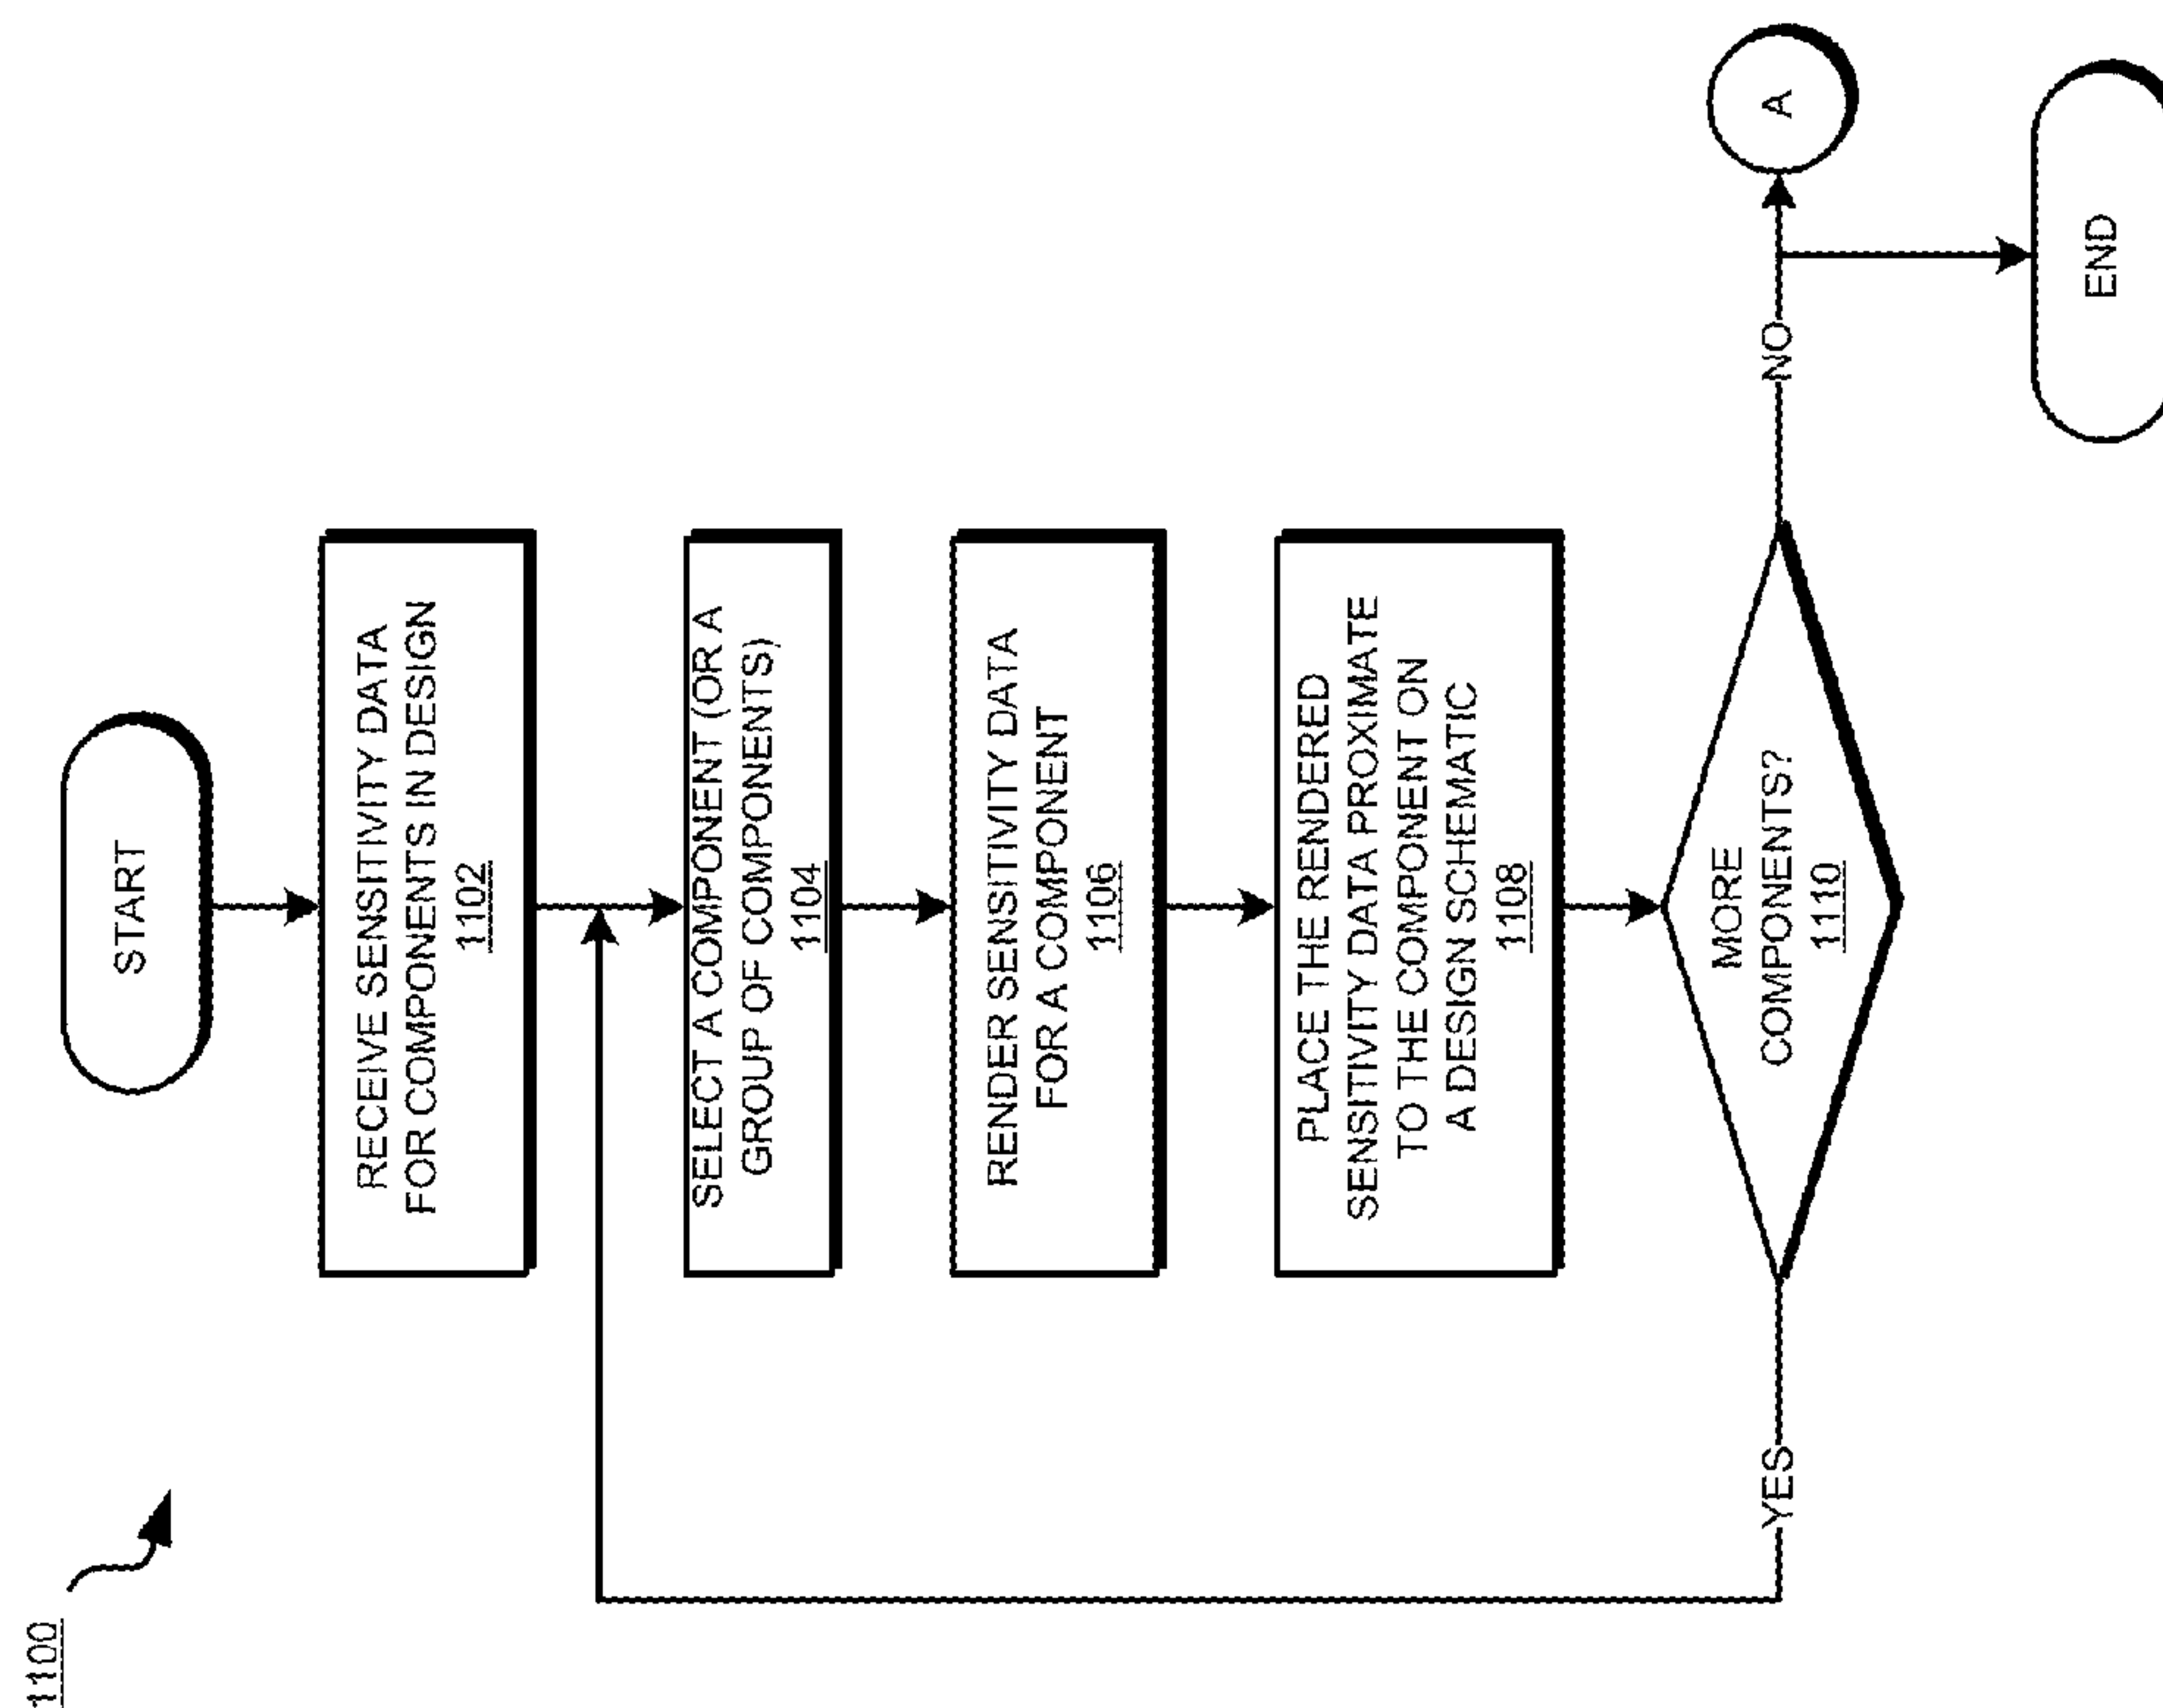 1100
START
RECEIVE SENSITIVITY DATA
FOR COMPONENTS IN DESIGN
1102
SELECT A COMPONENT (OR A
GROUP OF COMPONENTS)
1104
RENDER SENSITIVITY DATA
FOR A COMPONENT
1106
PLACE THE RENDERED
SENSITIVITY DATA PROXIMATE
TO THE COMPONENT ON
A DESIGN SCHEMATIC
1108
MORE
COMPONENTS?
1110
YES
NO
A
END